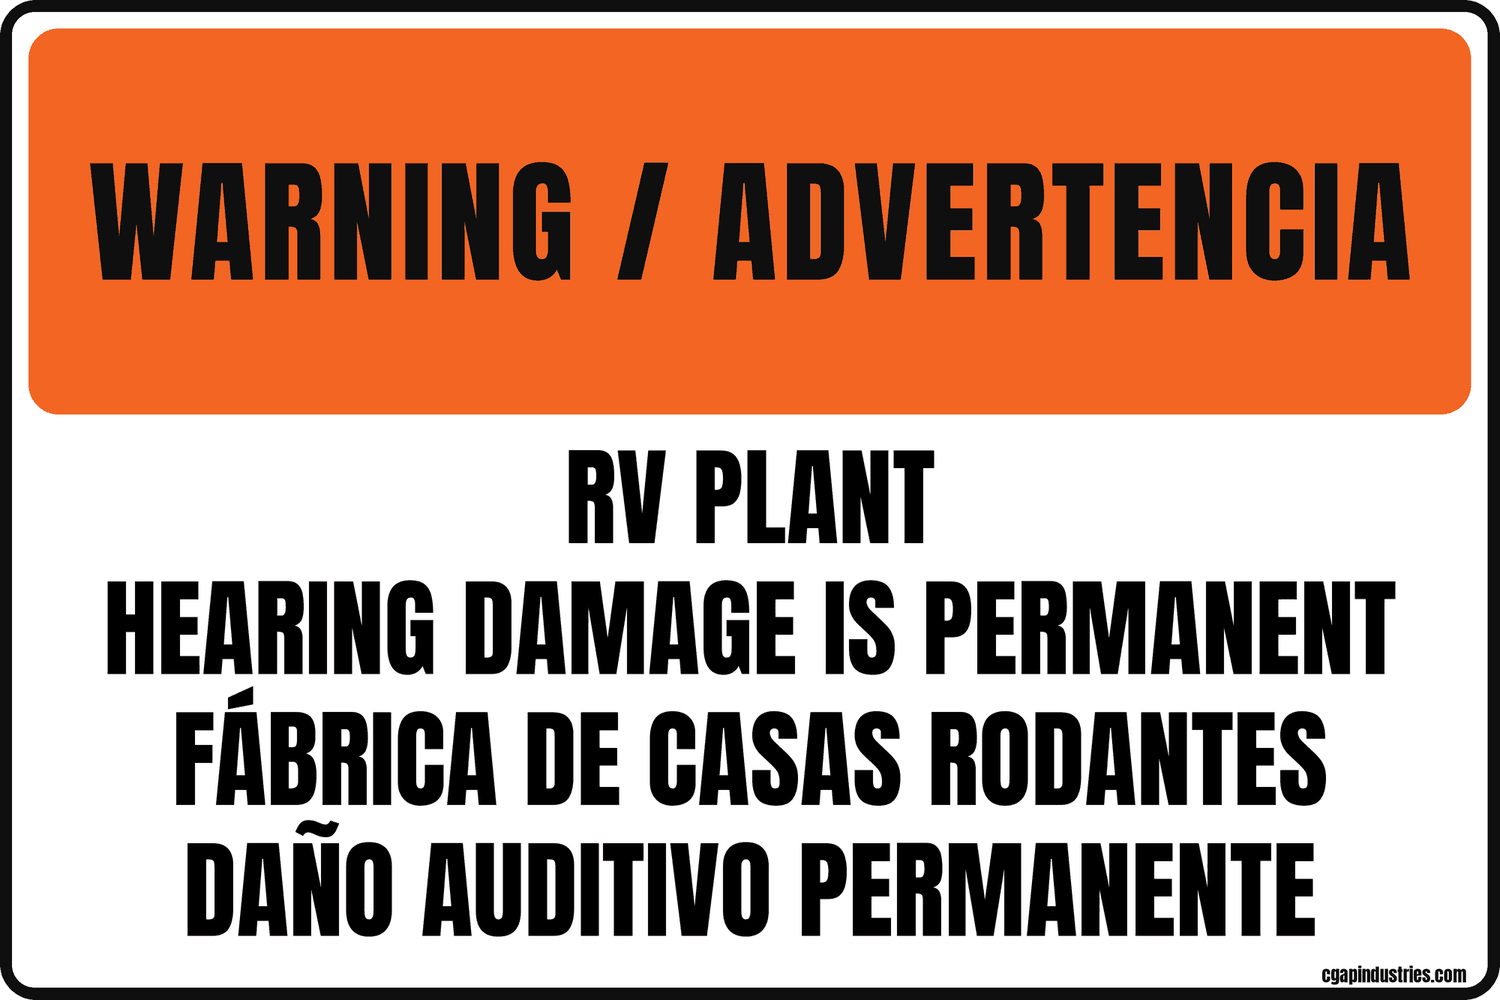 WARNING / ADVERTENCIA
RV PLANT
HEARING DAMAGE IS PERMANENT
FÁBRICA DE CASAS RODANTES
DAÑO AUDITIVO PERMANENTE
cgapindustries.com